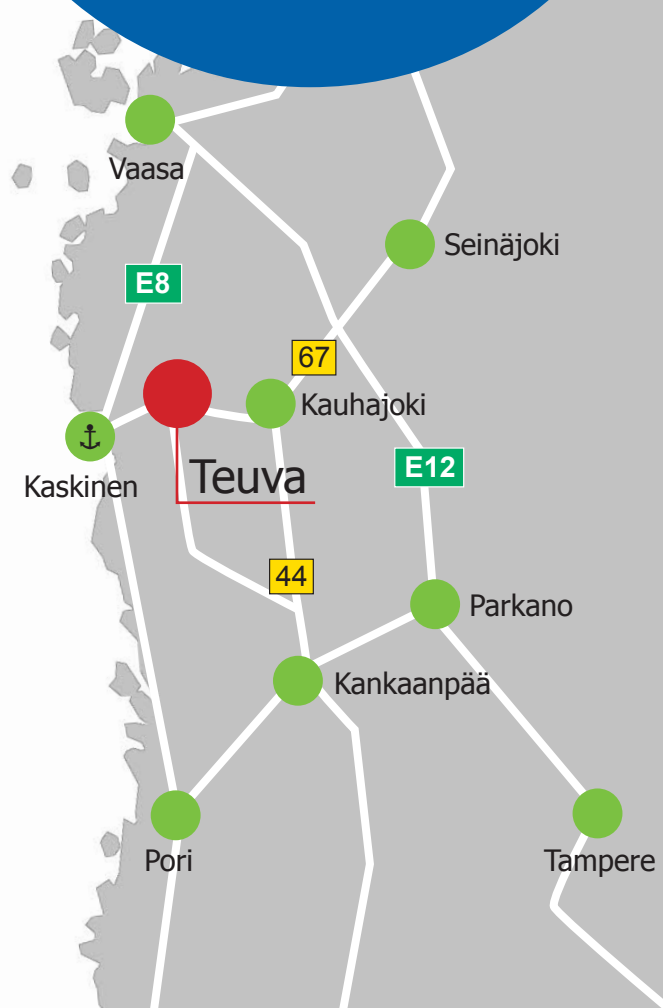 Vaasa
Seinäjoki
E8
67
Kauhajoki
E12
Teuva
Kaskinen
44
Parkano
Kankaanpää
Pori
Tampere